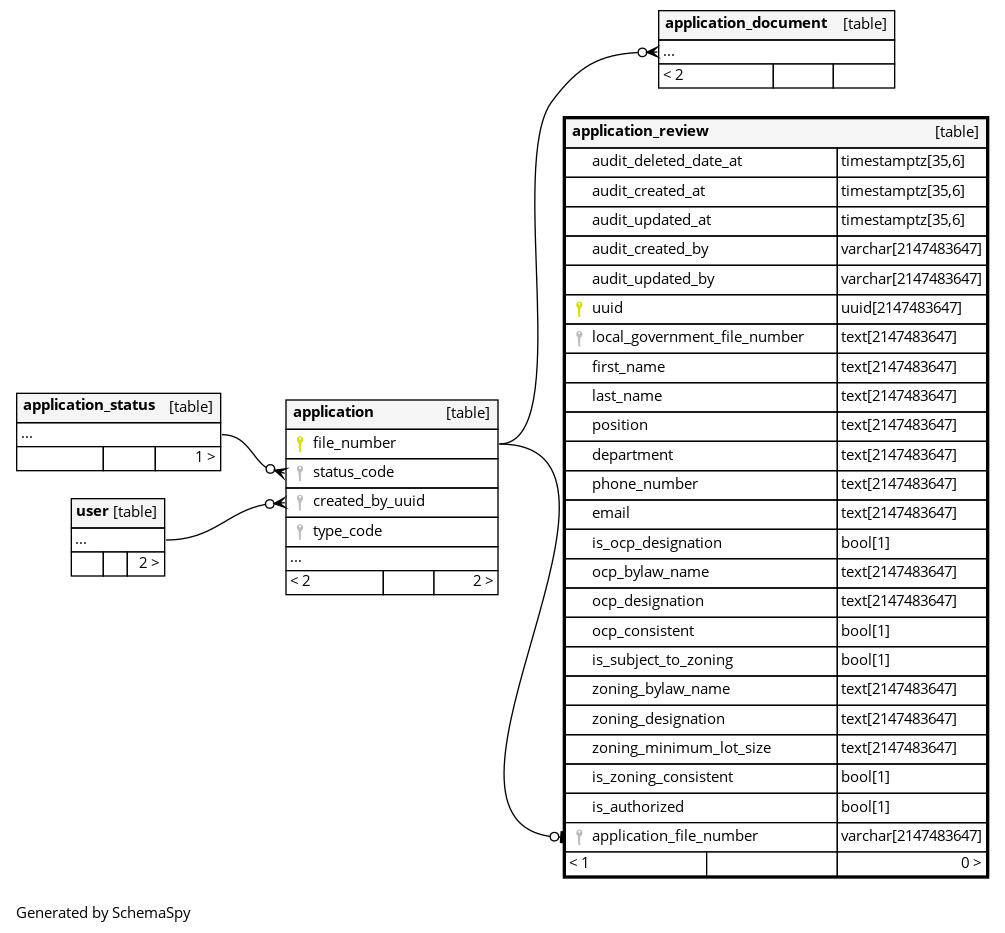 application_document [table]
...
< 2
application_review [table]
audit_deleted_date_at timestamptz[35,6]
audit_created_at timestamptz[35,6]
audit_updated_at timestamptz[35,6]
audit_created_by varchar[2147483647]
audit_updated_by varchar[2147483647]
uuid uuid[2147483647]
local_government_file_number text[2147483647]
first_name text[2147483647]
last_name text[2147483647]
position text[2147483647]
department text[2147483647]
phone_number text[2147483647]
email text[2147483647]
is_ocp_designation bool[1]
ocp_bylaw_name text[2147483647]
ocp_designation text[2147483647]
ocp_consistent bool[1]
is_subject_to_zoning bool[1]
zoning_bylaw_name text[2147483647]
zoning_designation text[2147483647]
zoning_minimum_lot_size text[2147483647]
is_zoning_consistent bool[1]
is_authorized bool[1]
application_file_number varchar[2147483647]
< 1 0 >
application_status [table]
...
1 >
user [table]
...
2 >
application [table]
file_number
status_code
created_by_uuid
type_code
...
< 2 2 >
Generated by SchemaSpy